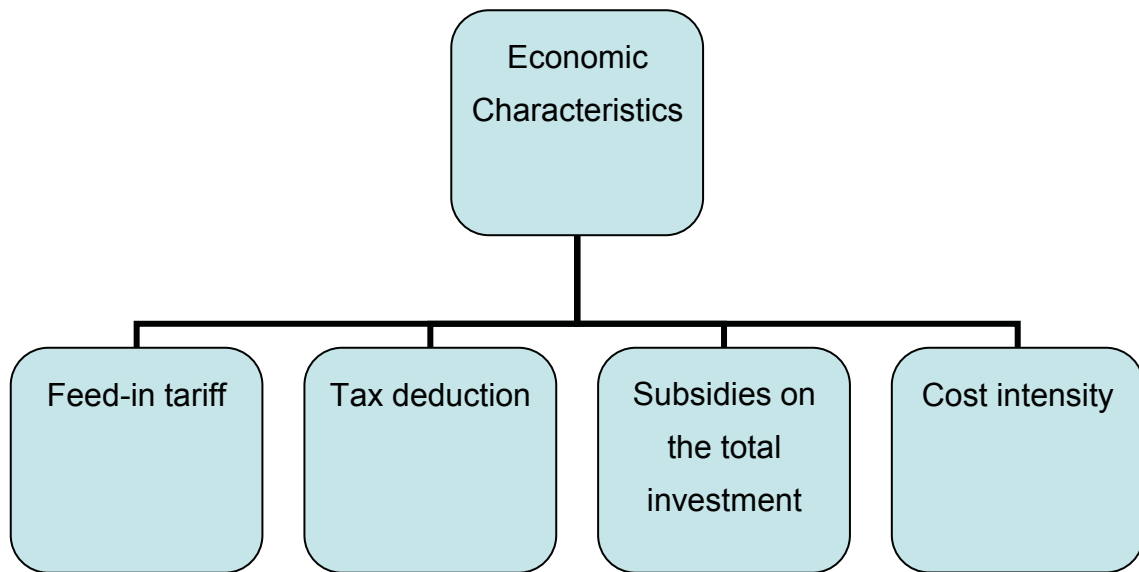 Economic
Characteristics
Feed-in tariff
Tax deduction
Subsidies on
the total
investment
Cost intensity